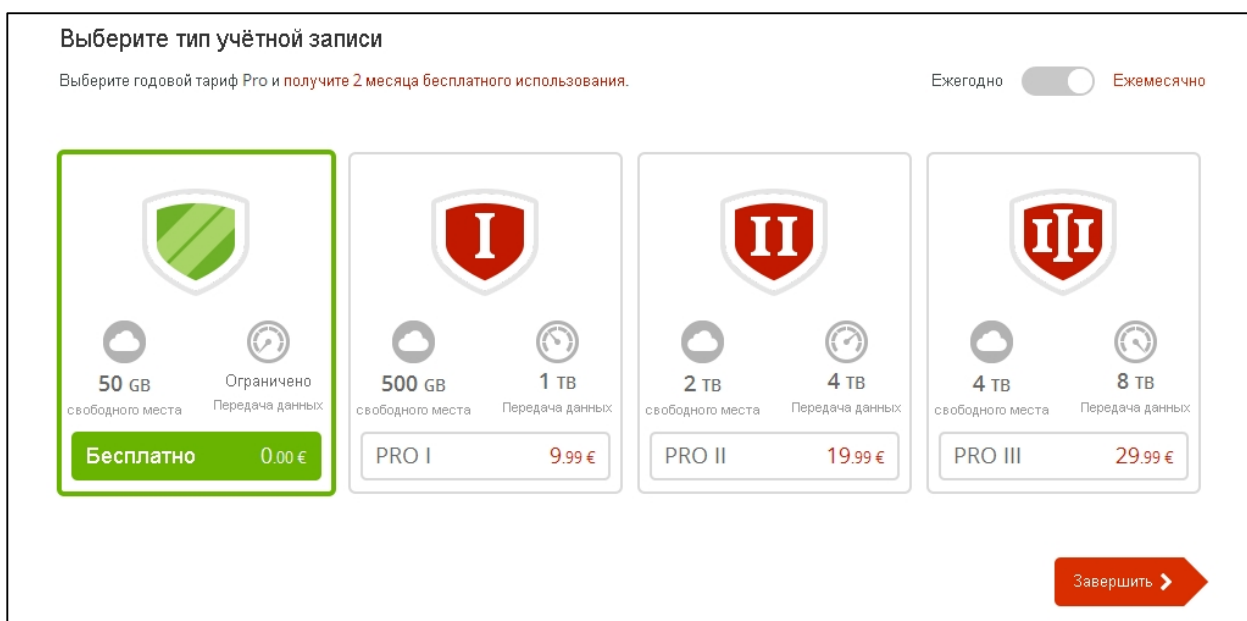 Выберите тип учётной записи
Выберите годовой тариф Pro и получите 2 месяца бесплатного использования.
Ежегодно
Ежемесячно
50 GB
свободного места
Ограничено
Передача данных
Бесплатно 0.00 €
I
500 GB
свободного места
1 TB
Передача данных
PRO I 9.99 €
II
2 TB
свободного места
4 TB
Передача данных
PRO II 19.99 €
III
4 TB
свободного места
8 TB
Передача данных
PRO III 29.99 €
Завершить